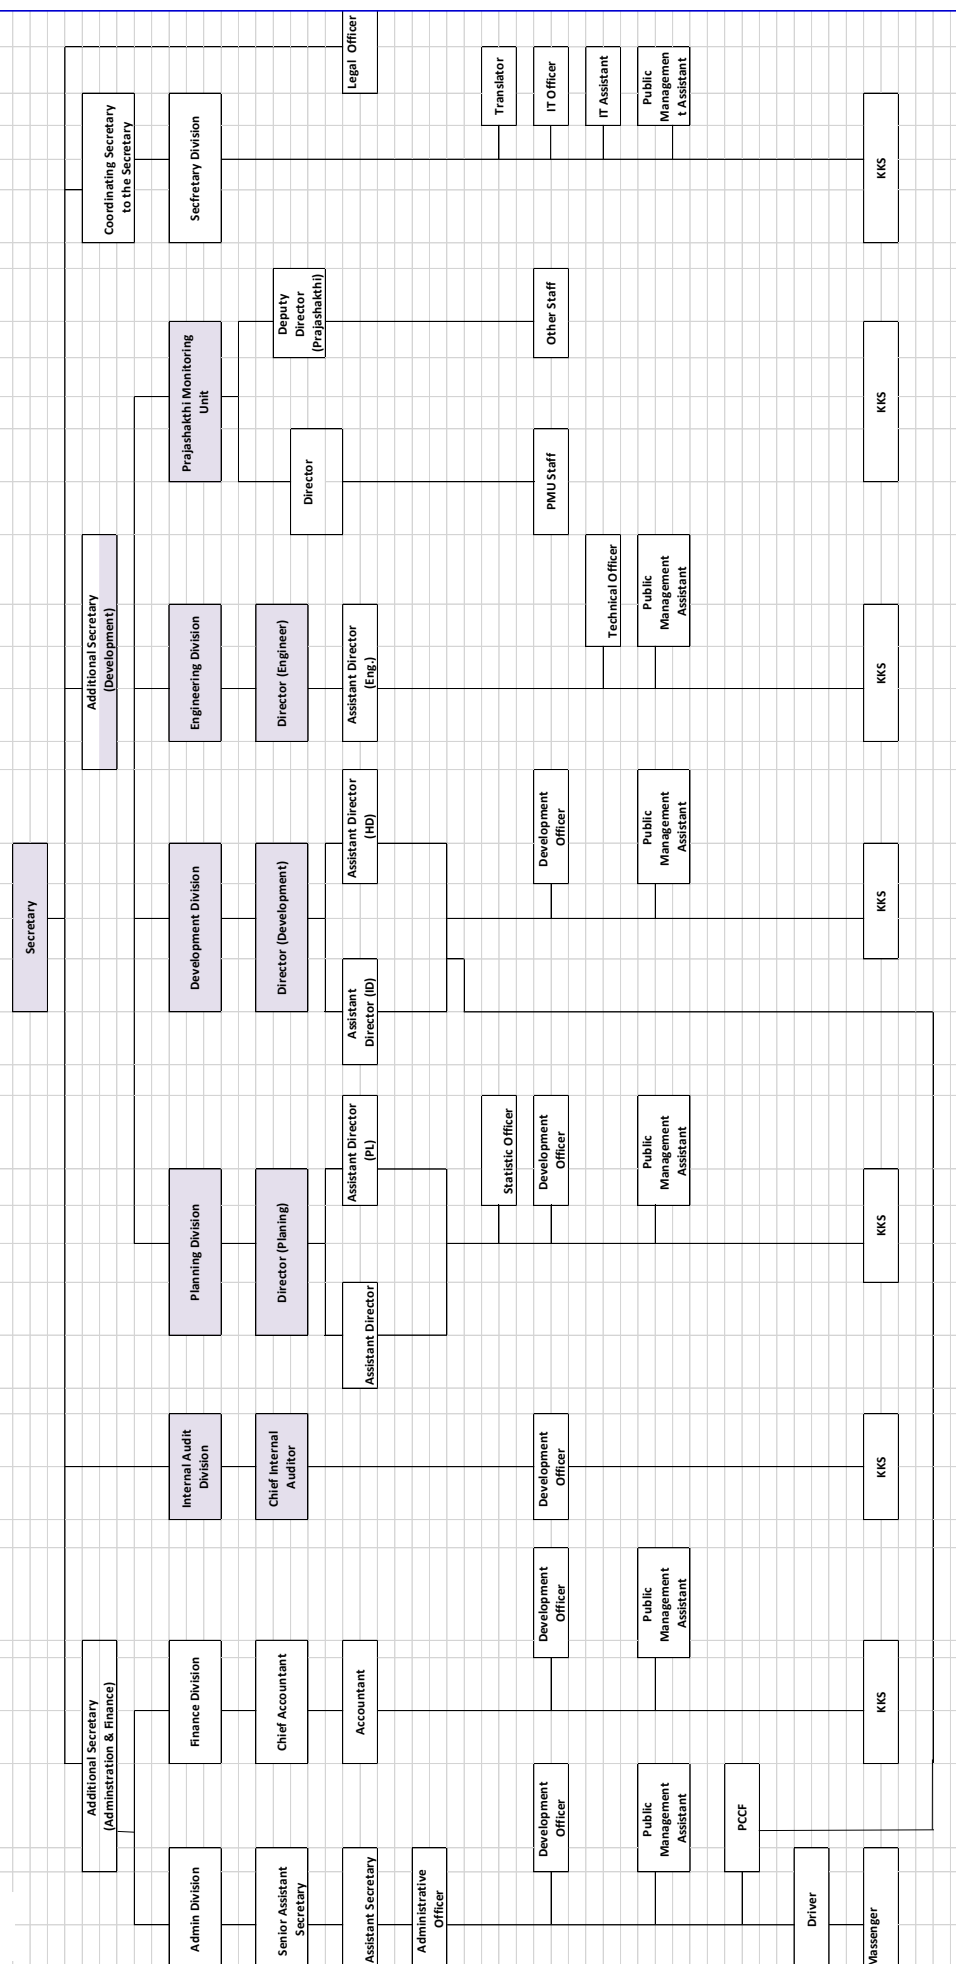 Secretary
Additional Secretary
(Adminstration & Finance)
Additional Secretary
(Development)
Coordinating Secretary
to the Secretary
Admin Division
Finance Division
Internal Audit
Division
Planning Division
Development Division
Engineering Division
Prajashakthi Monitoring
Unit
Secfretary Division
Senior Assistant
Secretary
Chief Accountant
Chief Internal
Auditor
Director (Planing)
Director (Development)
Director (Engineer)
Director
Deputy
Director
(Prajashakthi)
Assistant Secretary
Accountant
Assistant Director
Assistant Director
(PL)
Assistant
Director (ID)
Assistant Director
(HD)
Assistant Director
(Eng.)
Legal Officer
Administrative
Officer
Statistic Officer
Translator
Development
Officer
Development
Officer
Development
Officer
Development
Officer
Development
Officer
PMU Staff
Other Staff
IT Officer
Technical Officer
IT Assistant
Public
Management
Assistant
Public
Management
Assistant
Public
Management
Assistant
Public
Management
Assistant
Public
Management
Assistant
Public
Managemen
t Assistant
PCCF
Driver
Massenger
KKS
KKS
KKS
KKS
KKS
KKS
KKS